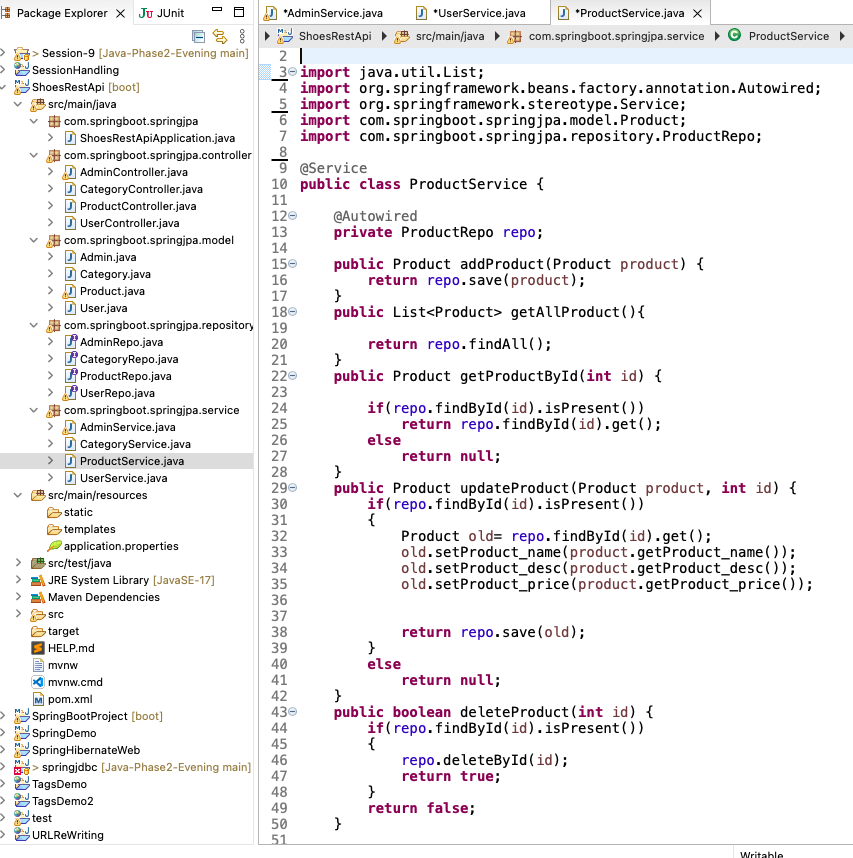 Package Explorer
JUnit
> Session-9 [Java-Phase2-Evening main]
SessionHandling
ShoesRestApi [boot]
src/main/java
com.springboot.springjpa
ShoesRestApiApplication.java
com.springboot.springjpa.controller
AdminController.java
CategoryController.java
ProductController.java
UserController.java
com.springboot.springjpa.model
Admin.java
Category.java
Product.java
User.java
com.springboot.springjpa.repository
AdminRepo.java
CategoryRepo.java
ProductRepo.java
UserRepo.java
com.springboot.springjpa.service
AdminService.java
CategoryService.java
ProductService.java
UserService.java
src/main/resources
static
templates
application.properties
src/test/java
JRE System Library [JavaSE-17]
Maven Dependencies
src
target
HELP.md
mvnw
mvnw.cmd
pom.xml
SpringBootProject [boot]
SpringDemo
SpringHibernateWeb
> springjdbc [Java-Phase2-Evening main]
TagsDemo
TagsDemo2
test
URLReWriting
*AdminService.java
*UserService.java
*ProductService.java
ShoesRestApi
src/main/java
com.springboot.springjpa.service
ProductService
2
3 import java.util.List;
4 import org.springframework.beans.factory.annotation.Autowired;
5 import org.springframework.stereotype.Service;
6 import com.springboot.springjpa.model.Product;
7 import com.springboot.springjpa.repository.ProductRepo;
8
9 @Service
10 public class ProductService {
11
12 @Autowired
13 private ProductRepo repo;
14
15 public Product addProduct(Product product) {
16 return repo.save(product);
17 }
18 public List<Product> getAllProduct(){
19
20 return repo.findAll();
21 }
22 public Product getProductById(int id) {
23
24 if(repo.findById(id).isPresent())
25 return repo.findById(id).get();
26 else
27 return null;
28 }
29 public Product updateProduct(Product product, int id) {
30 if(repo.findById(id).isPresent())
31 {
32 Product old= repo.findById(id).get();
33 old.setProduct_name(product.getProduct_name());
34 old.setProduct_desc(product.getProduct_desc());
35 old.setProduct_price(product.getProduct_price());
36
37
38 return repo.save(old);
39 }
40 else
41 return null;
42 }
43 public boolean deleteProduct(int id) {
44 if(repo.findById(id).isPresent())
45 {
46 repo.deleteById(id);
47 return true;
48 }
49 return false;
50 }
51
Writable